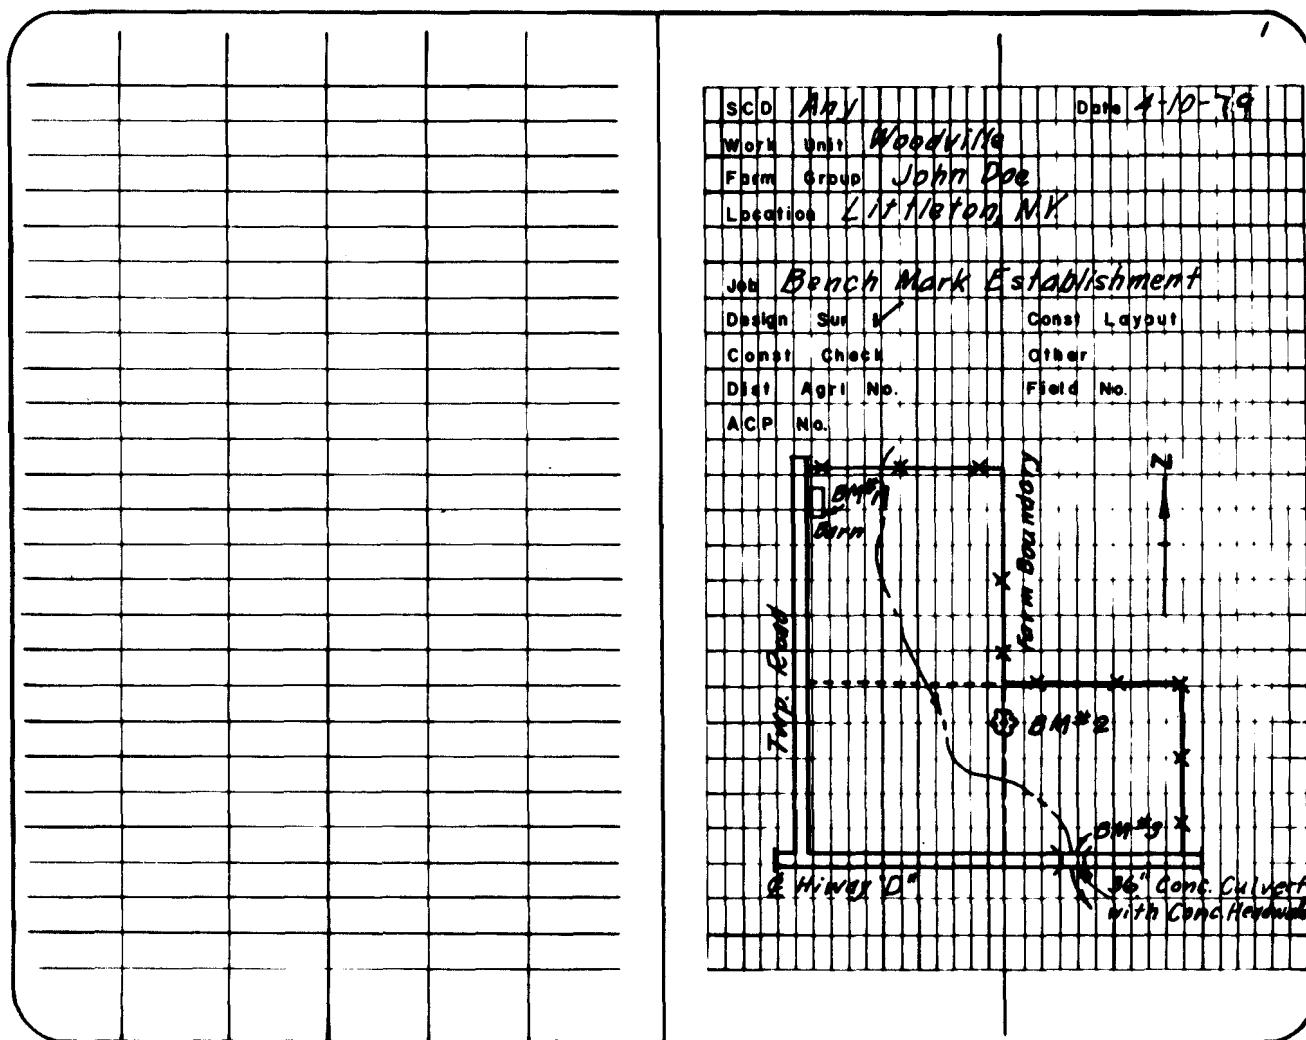 1
SCD Any Date 4-10-79
Work Unit Woodville
Farm Group John Doe
Location Littleton, N.Y.
Job Bench Mark Establishment
Design Sur ✓ Const Layout
Const Check Other
Dist Agri No. Field No.
ACP No.
N
BM#1
Barn
Farm Boundary
Twp. Road
BM#2
BM#3
Hiway "D"
36" Conc. Culvert
with Conc. Headwall